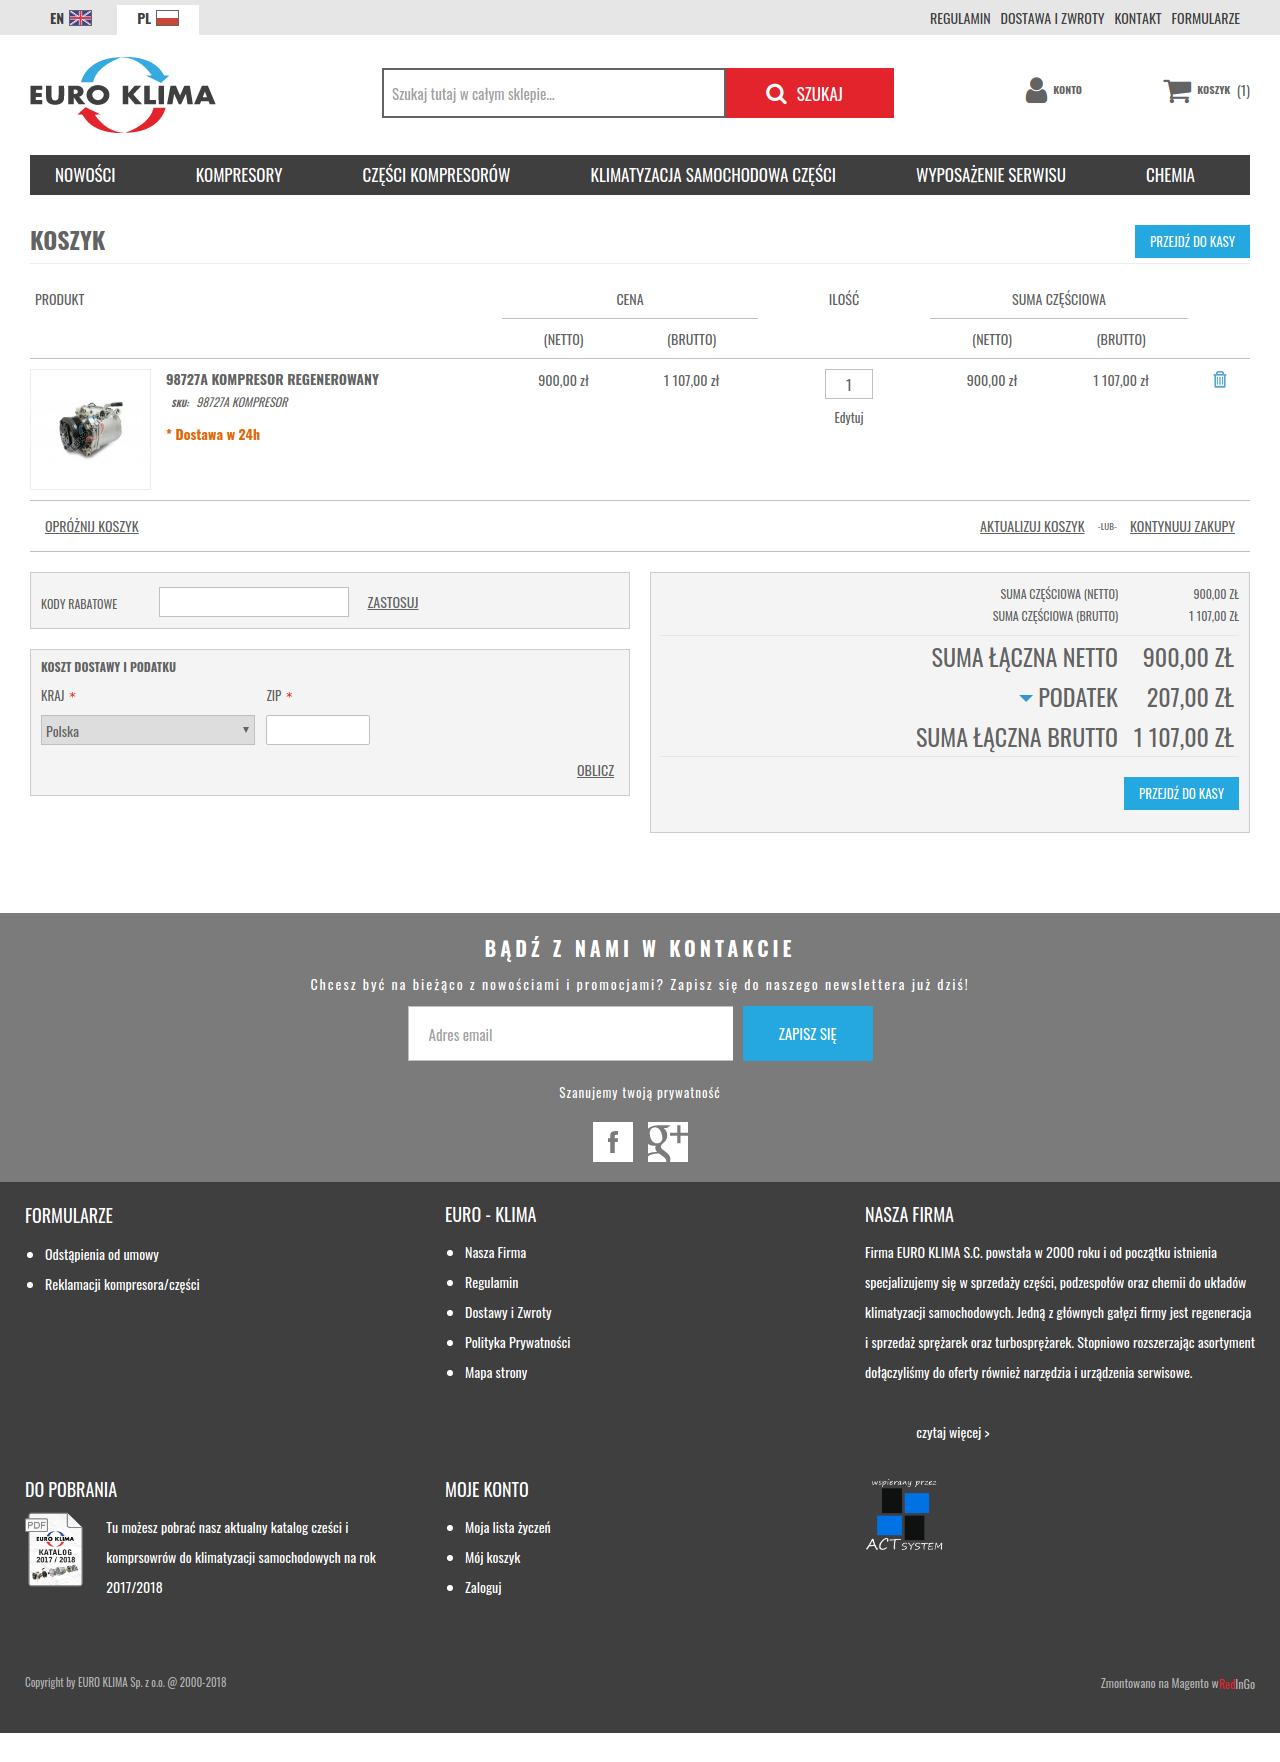 EN PL REGULAMIN DOSTAWA I ZWROTY KONTAKT FORMULARZE
EURO KLIMA
Szukaj tutaj w całym sklepie... SZUKAJ KONTO KOSZYK (1)
NOWOŚCI KOMPRESORY CZĘŚCI KOMPRESORÓW KLIMATYZACJA SAMOCHODOWA CZĘŚCI WYPOSAŻENIE SERWISU CHEMIA
KOSZYK PRZEJDŹ DO KASY
PRODUKT CENA ILOŚĆ SUMA CZĘŚCIOWA
(NETTO) (BRUTTO) (NETTO) (BRUTTO)
98727A KOMPRESOR REGENEROWANY 900,00 zł 1 107,00 zł 1 900,00 zł 1 107,00 zł
SKU: 98727A KOMPRESOR
Edytuj
* Dostawa w 24h
OPRÓŻNIJ KOSZYK AKTUALIZUJ KOSZYK -LUB- KONTYNUUJ ZAKUPY
KODY RABATOWE ZASTOSUJ
KOSZT DOSTAWY I PODATKU
KRAJ * ZIP *
Polska
OBLICZ
SUMA CZĘŚCIOWA (NETTO) 900,00 ZŁ
SUMA CZĘŚCIOWA (BRUTTO) 1 107,00 ZŁ
SUMA ŁĄCZNA NETTO 900,00 ZŁ
PODATEK 207,00 ZŁ
SUMA ŁĄCZNA BRUTTO 1 107,00 ZŁ
PRZEJDŹ DO KASY
BĄDŹ Z NAMI W KONTAKCIE
Chcesz być na bieżąco z nowościami i promocjami? Zapisz się do naszego newslettera już dziś!
Adres email ZAPISZ SIĘ
Szanujemy twoją prywatność
f g+
FORMULARZE
Odstąpienia od umowy
Reklamacji kompresora/części
EURO - KLIMA
Nasza Firma
Regulamin
Dostawy i Zwroty
Polityka Prywatności
Mapa strony
NASZA FIRMA
Firma EURO KLIMA S.C. powstała w 2000 roku i od początku istnienia
specjalizujemy się w sprzedaży części, podzespołów oraz chemii do układów
klimatyzacji samochodowych. Jedną z głównych gałęzi firmy jest regeneracja
i sprzedaż sprężarek oraz turbosprężarek. Stopniowo rozszerzając asortyment
dołączyliśmy do oferty również narzędzia i urządzenia serwisowe.
czytaj więcej >
DO POBRANIA
PDF
EURO KLIMA
KATALOG
2017 / 2018
Tu możesz pobrać nasz aktualny katalog cześci i
komprsowrów do klimatyzacji samochodowych na rok
2017/2018
MOJE KONTO
Moja lista życzeń
Mój koszyk
Zaloguj
wspierany przez
ACT SYSTEM
Copyright by EURO KLIMA Sp. z o.o. @ 2000-2018 Zmontowano na Magento wRedInGo